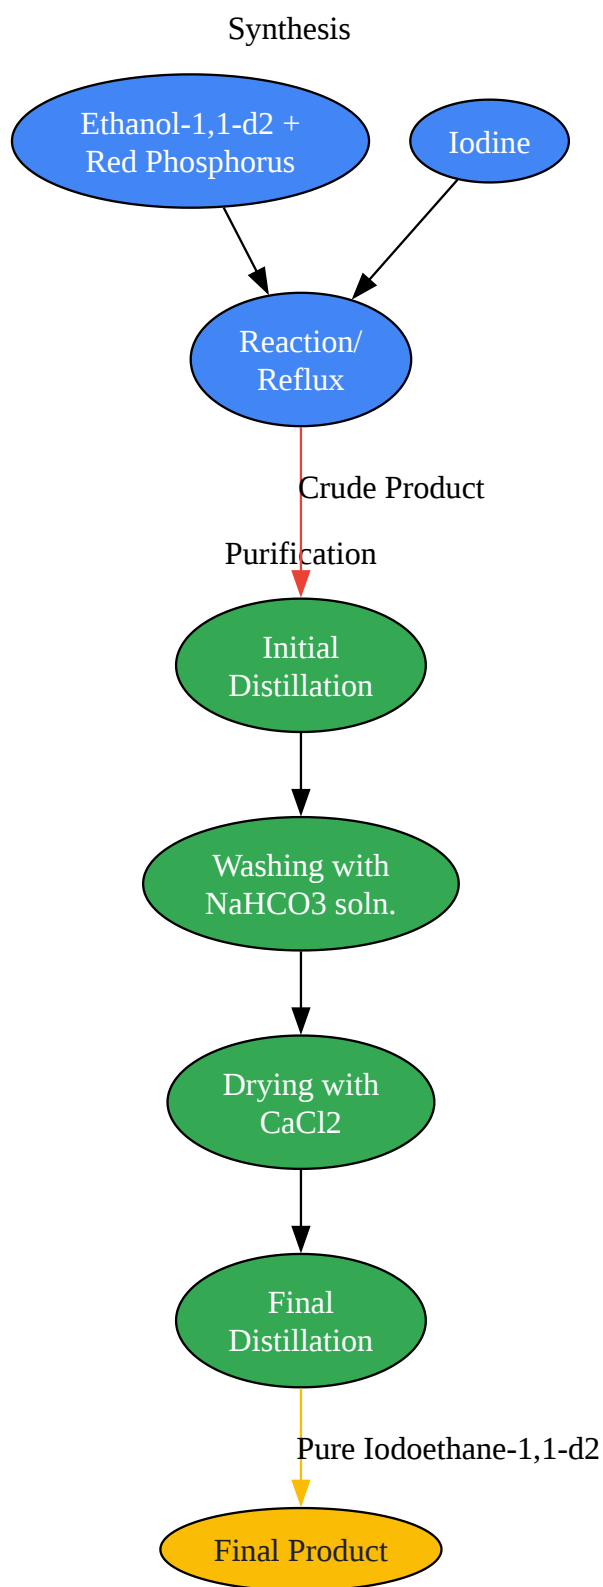 Synthesis
Ethanol-1,1-d2 +
Red Phosphorus
Iodine
Reaction/
Reflux
Crude Product
Purification
Initial
Distillation
Washing with
NaHCO3 soln.
Drying with
CaCl2
Final
Distillation
Pure Iodoethane-1,1-d2
Final Product